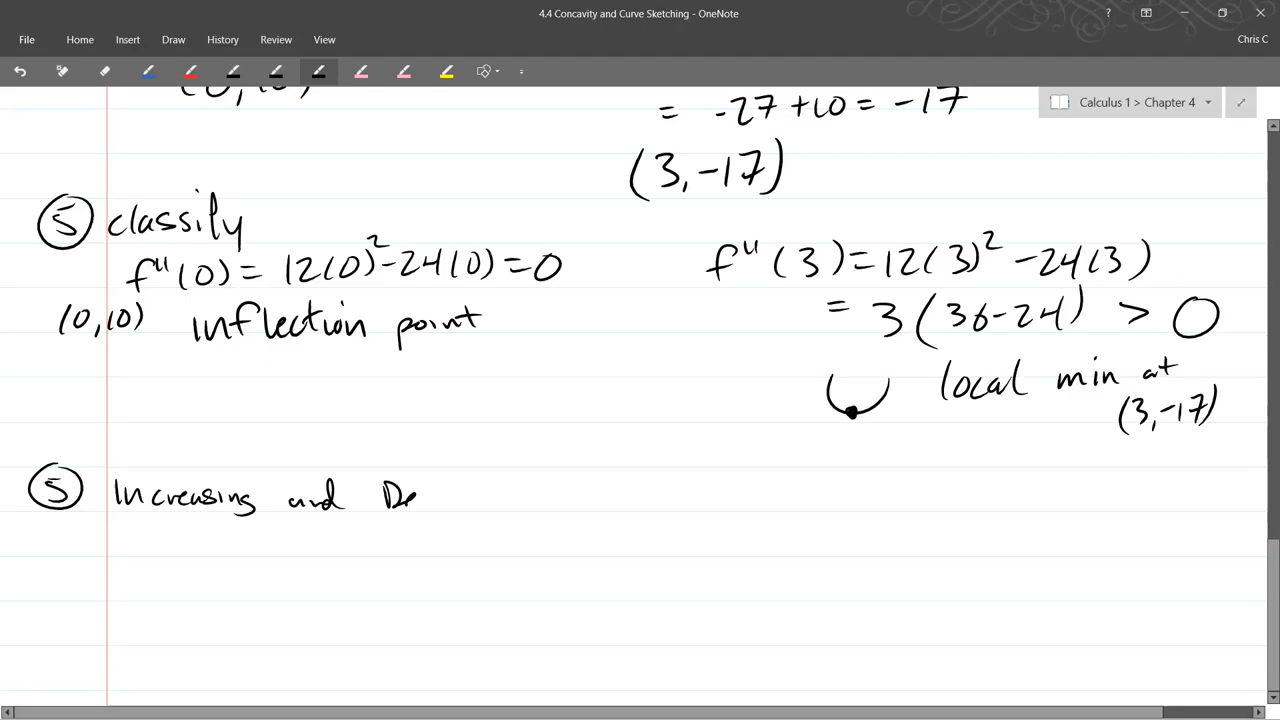 4.4 Concavity and Curve Sketching - OneNote
File Home Insert Draw History Review View
Chris C
Calculus 1 > Chapter 4
(0, 10)
= -27 + 10 = -17
(3, -17)
⑤ classify
f"(0) = 12(0)² - 24(0) = 0
(0, 10) inflection point
f"(3) = 12(3)² - 24(3)
= 3(36 - 24) > 0
local min at
(3, -17)
⑤ Increasing and De